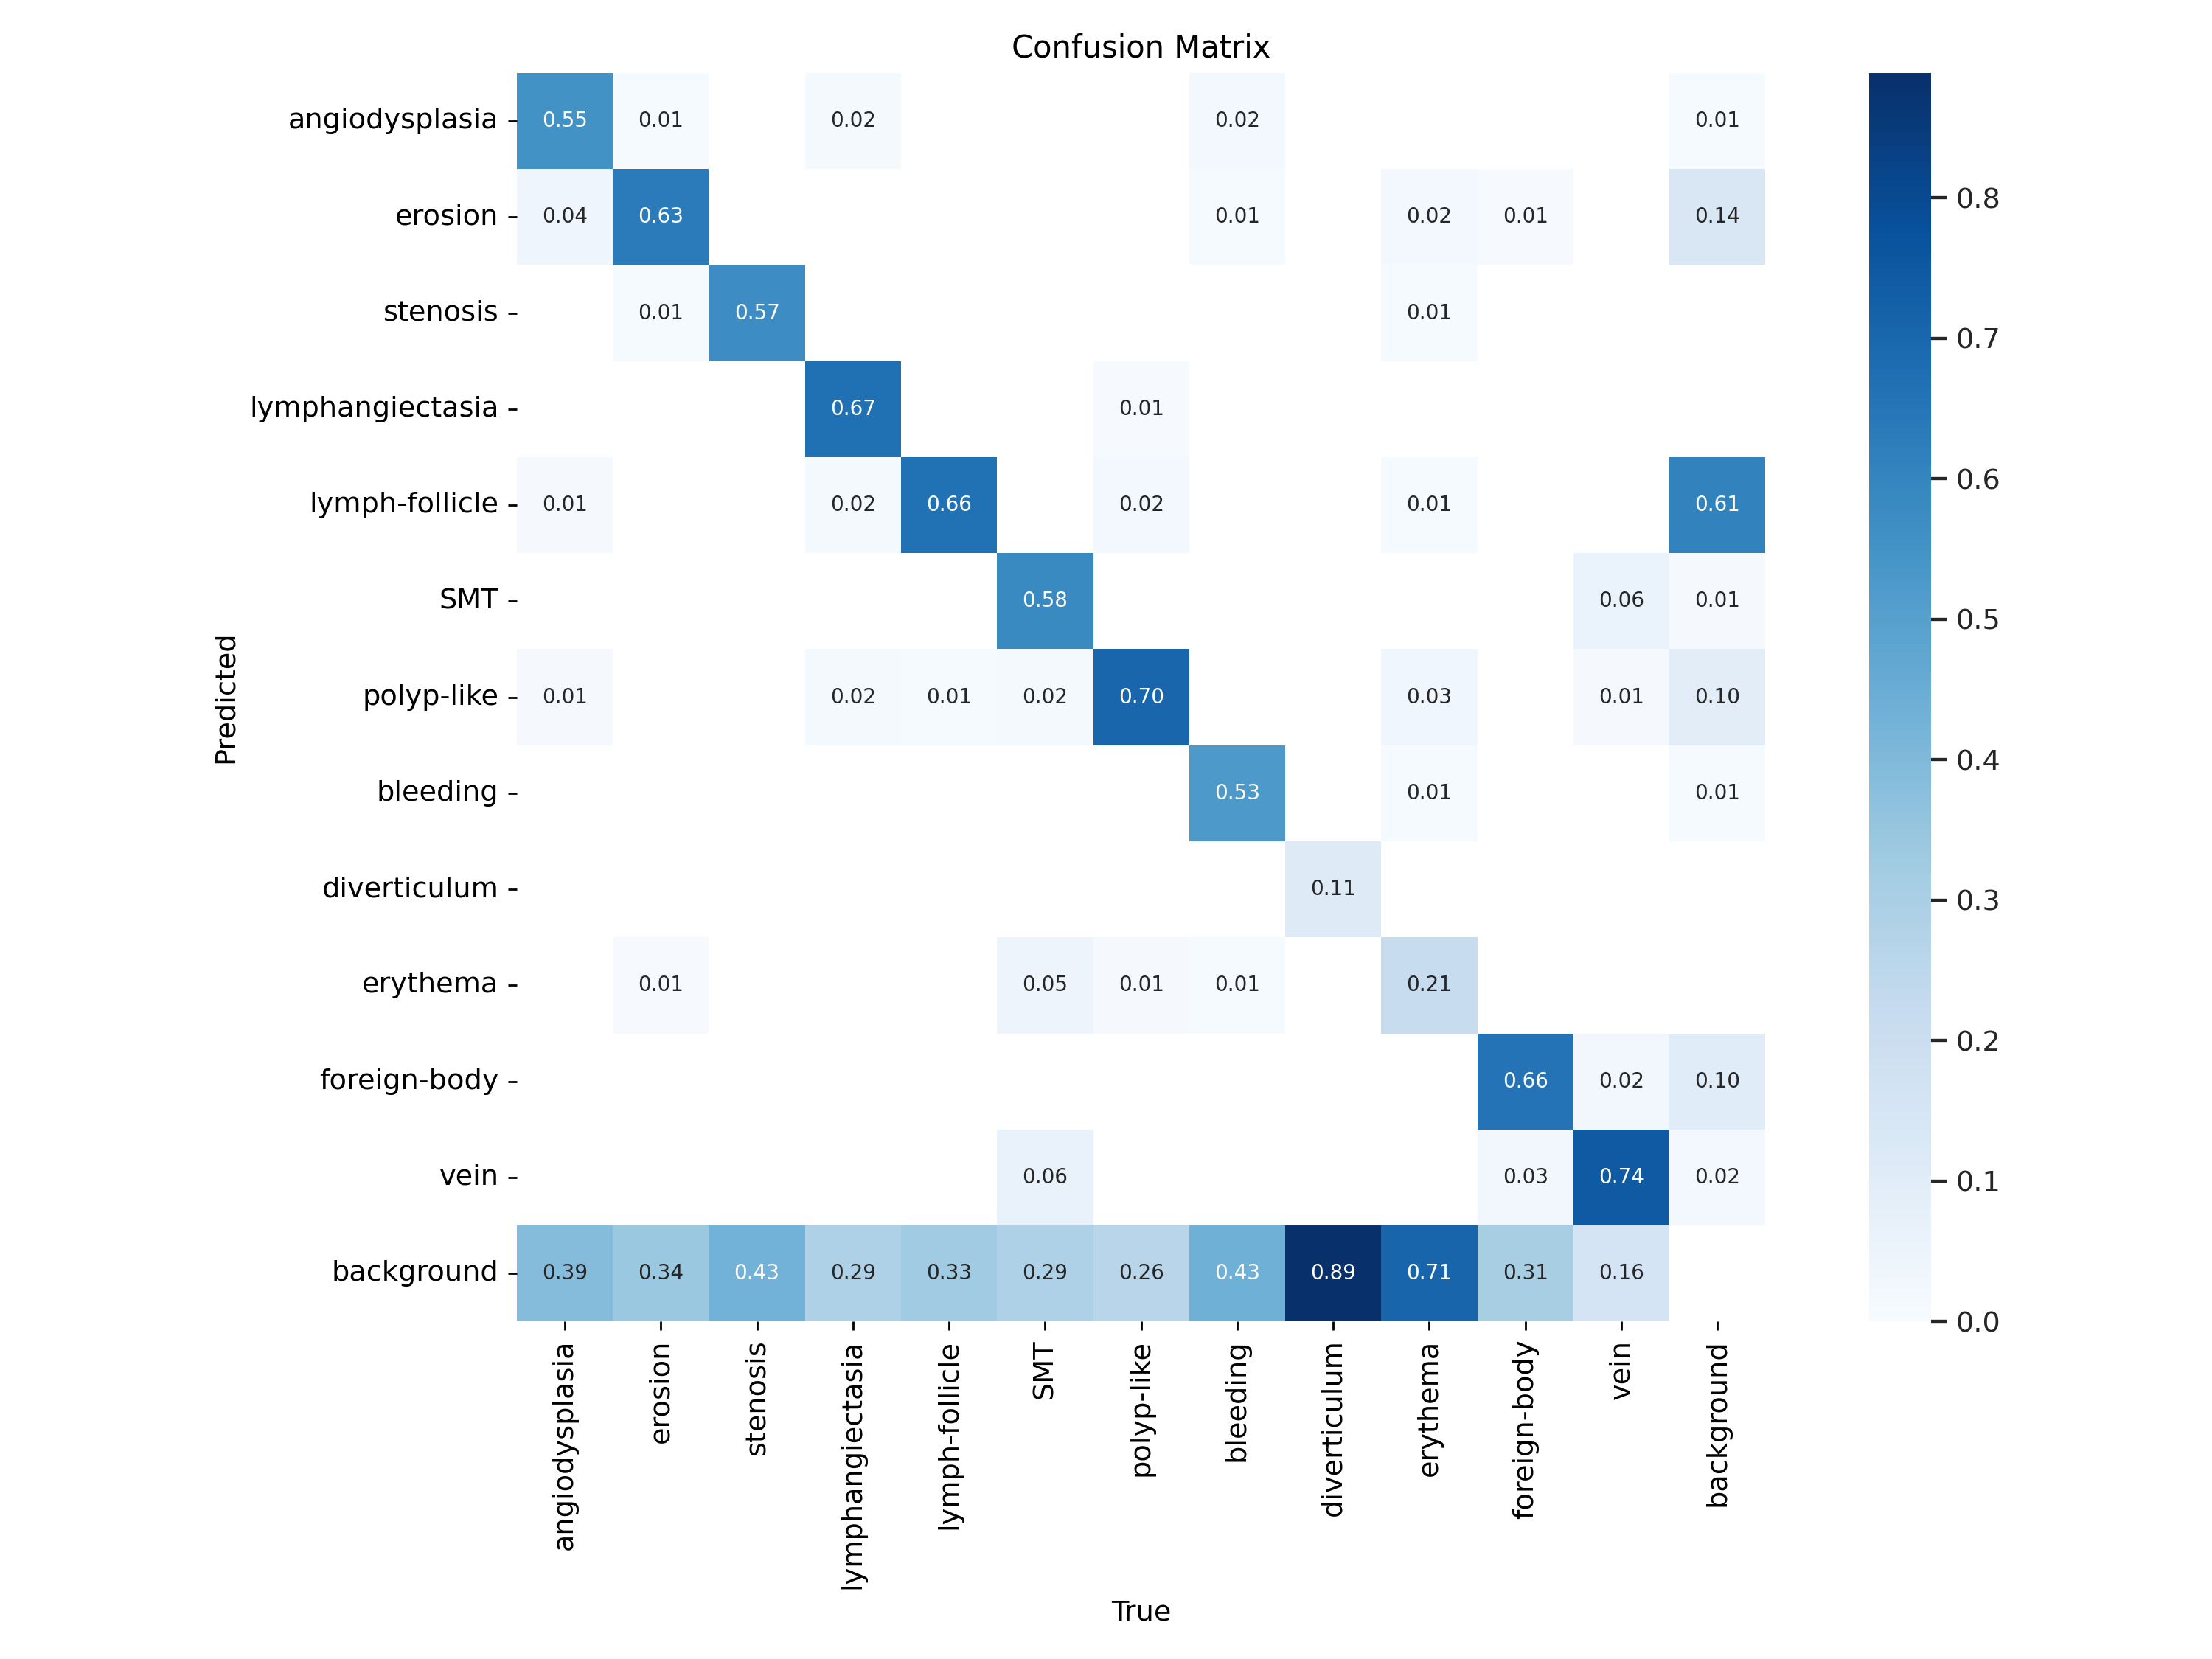 Confusion Matrix
angiodysplasia 0.55 0.01 0.02 0.02 0.01
erosion 0.04 0.63 0.01 0.02 0.01 0.14
stenosis 0.01 0.57 0.01
lymphangiectasia 0.67 0.01
lymph-follicle 0.01 0.02 0.66 0.02 0.01 0.61
SMT 0.58 0.06 0.01
polyp-like 0.01 0.02 0.01 0.02 0.70 0.03 0.01 0.10
bleeding 0.53 0.01 0.01
diverticulum 0.11
erythema 0.01 0.05 0.01 0.01 0.21
foreign-body 0.66 0.02 0.10
vein 0.06 0.03 0.74 0.02
background 0.39 0.34 0.43 0.29 0.33 0.29 0.26 0.43 0.89 0.71 0.31 0.16
Predicted
angiodysplasia
erosion
stenosis
lymphangiectasia
lymph-follicle
SMT
polyp-like
bleeding
diverticulum
erythema
foreign-body
vein
background
True
0.8
0.7
0.6
0.5
0.4
0.3
0.2
0.1
0.0